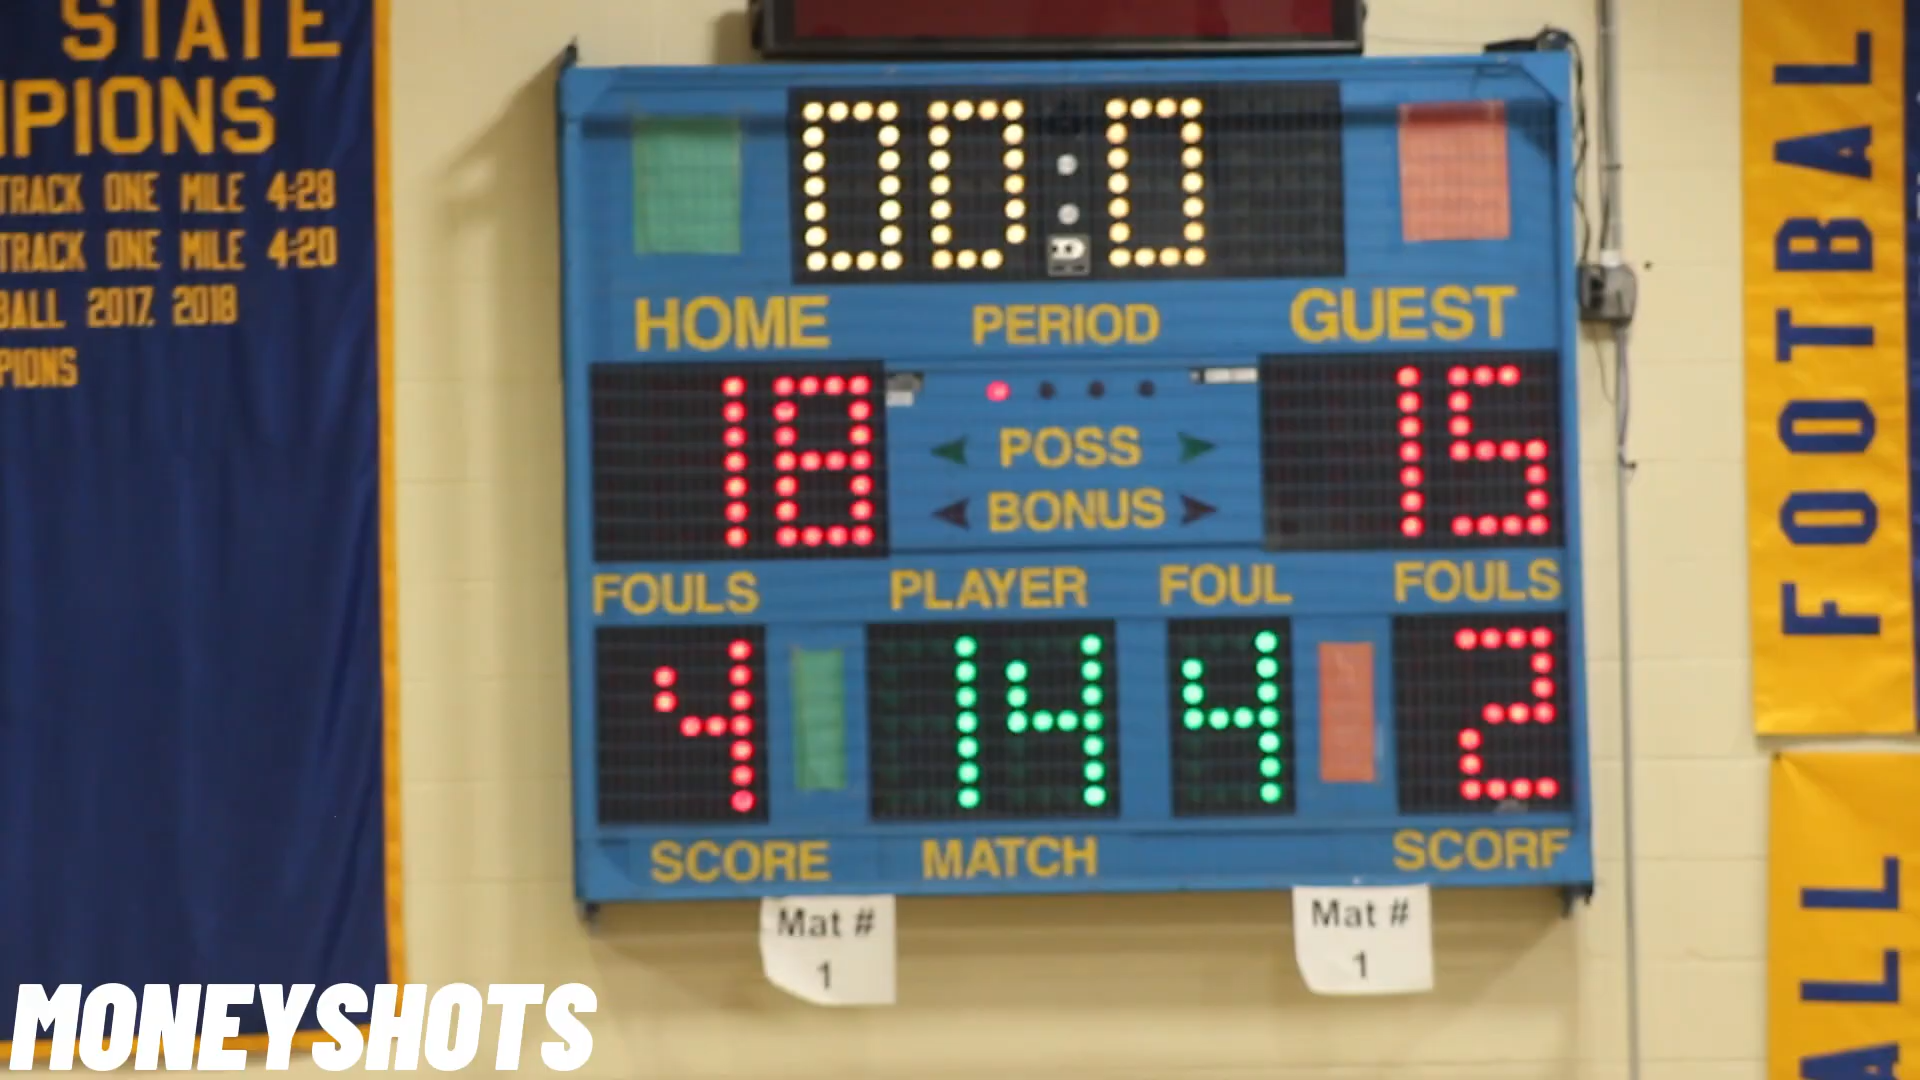 STATE
MPIONS
TRACK ONE MILE 4:28
TRACK ONE MILE 4:20
BALL 2017, 2018
PIONS
00:0
HOME PERIOD GUEST
18 15
POSS
BONUS
FOULS PLAYER FOUL FOULS
4 14 4 2
SCORE MATCH SCORE
Mat #
1
Mat #
1
FOOTBAL
ALL
MONEYSHOTS